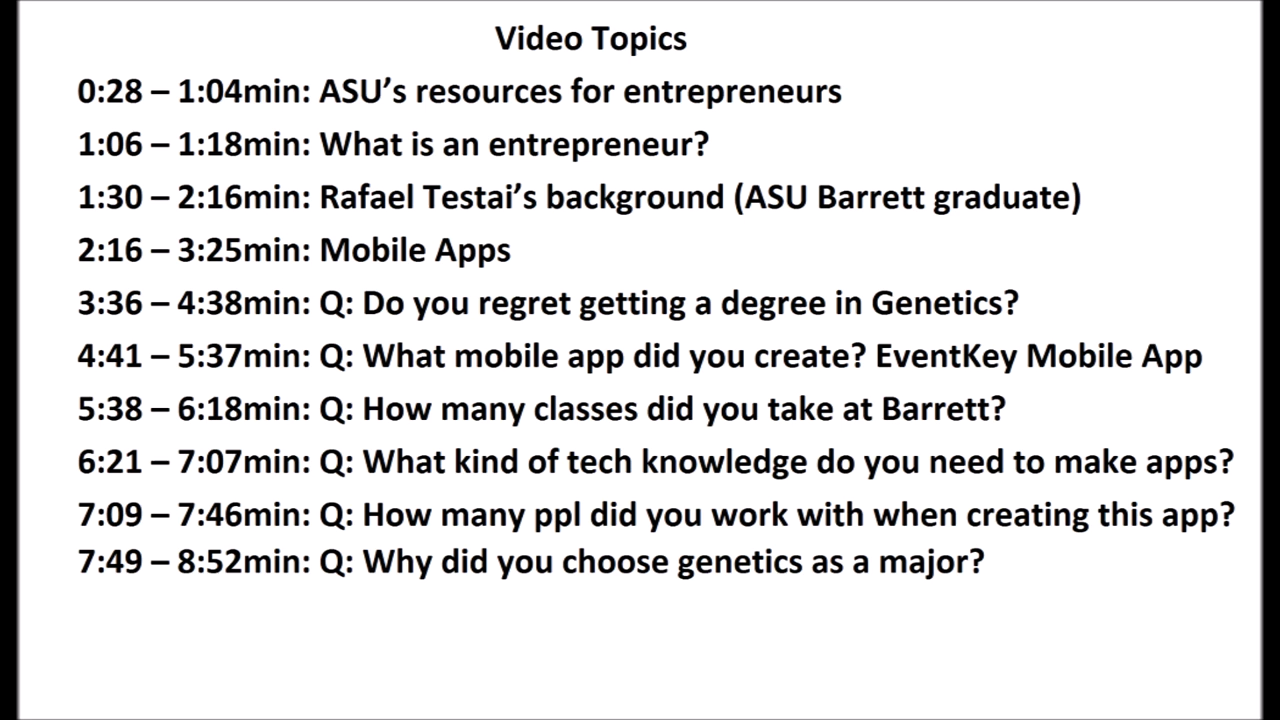 Video Topics
0:28 – 1:04min: ASU’s resources for entrepreneurs
1:06 – 1:18min: What is an entrepreneur?
1:30 – 2:16min: Rafael Testai’s background (ASU Barrett graduate)
2:16 – 3:25min: Mobile Apps
3:36 – 4:38min: Q: Do you regret getting a degree in Genetics?
4:41 – 5:37min: Q: What mobile app did you create? EventKey Mobile App
5:38 – 6:18min: Q: How many classes did you take at Barrett?
6:21 – 7:07min: Q: What kind of tech knowledge do you need to make apps?
7:09 – 7:46min: Q: How many ppl did you work with when creating this app?
7:49 – 8:52min: Q: Why did you choose genetics as a major?